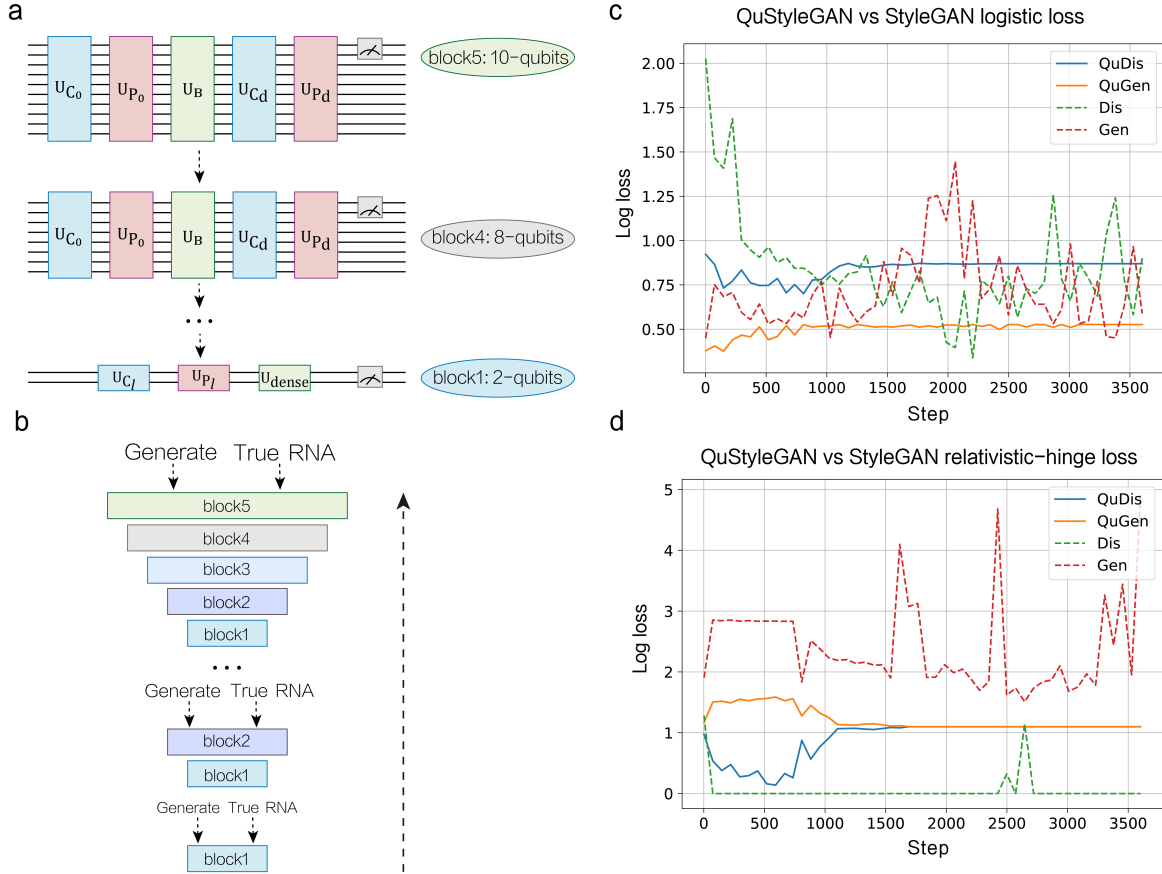 a
U_C₀ U_P₀ U_B U_Cd U_Pd
block5: 10-qubits
U_C₀ U_P₀ U_B U_Cd U_Pd
block4: 8-qubits
...
U_Cl U_Pl U_dense
block1: 2-qubits
b
Generate True RNA
block5
block4
block3
block2
block1
...
Generate True RNA
block2
block1
Generate True RNA
block1
c
QuStyleGAN vs StyleGAN logistic loss
QuDis
QuGen
Dis
Gen
2.00
1.75
1.50
1.25
1.00
0.75
0.50
Log loss
0 500 1000 1500 2000 2500 3000 3500
Step
d
QuStyleGAN vs StyleGAN relativistic-hinge loss
QuDis
QuGen
Dis
Gen
5
4
3
2
1
0
Log loss
0 500 1000 1500 2000 2500 3000 3500
Step